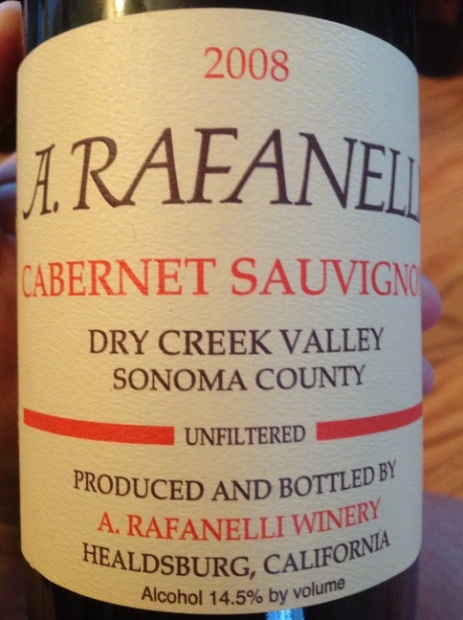 2008
A. RAFANELLI
CABERNET SAUVIGNO
DRY CREEK VALLEY
SONOMA COUNTY
UNFILTERED
PRODUCED AND BOTTLED BY
A. RAFANELLI WINERY
HEALDSBURG, CALIFORNIA
Alcohol 14.5% by volume